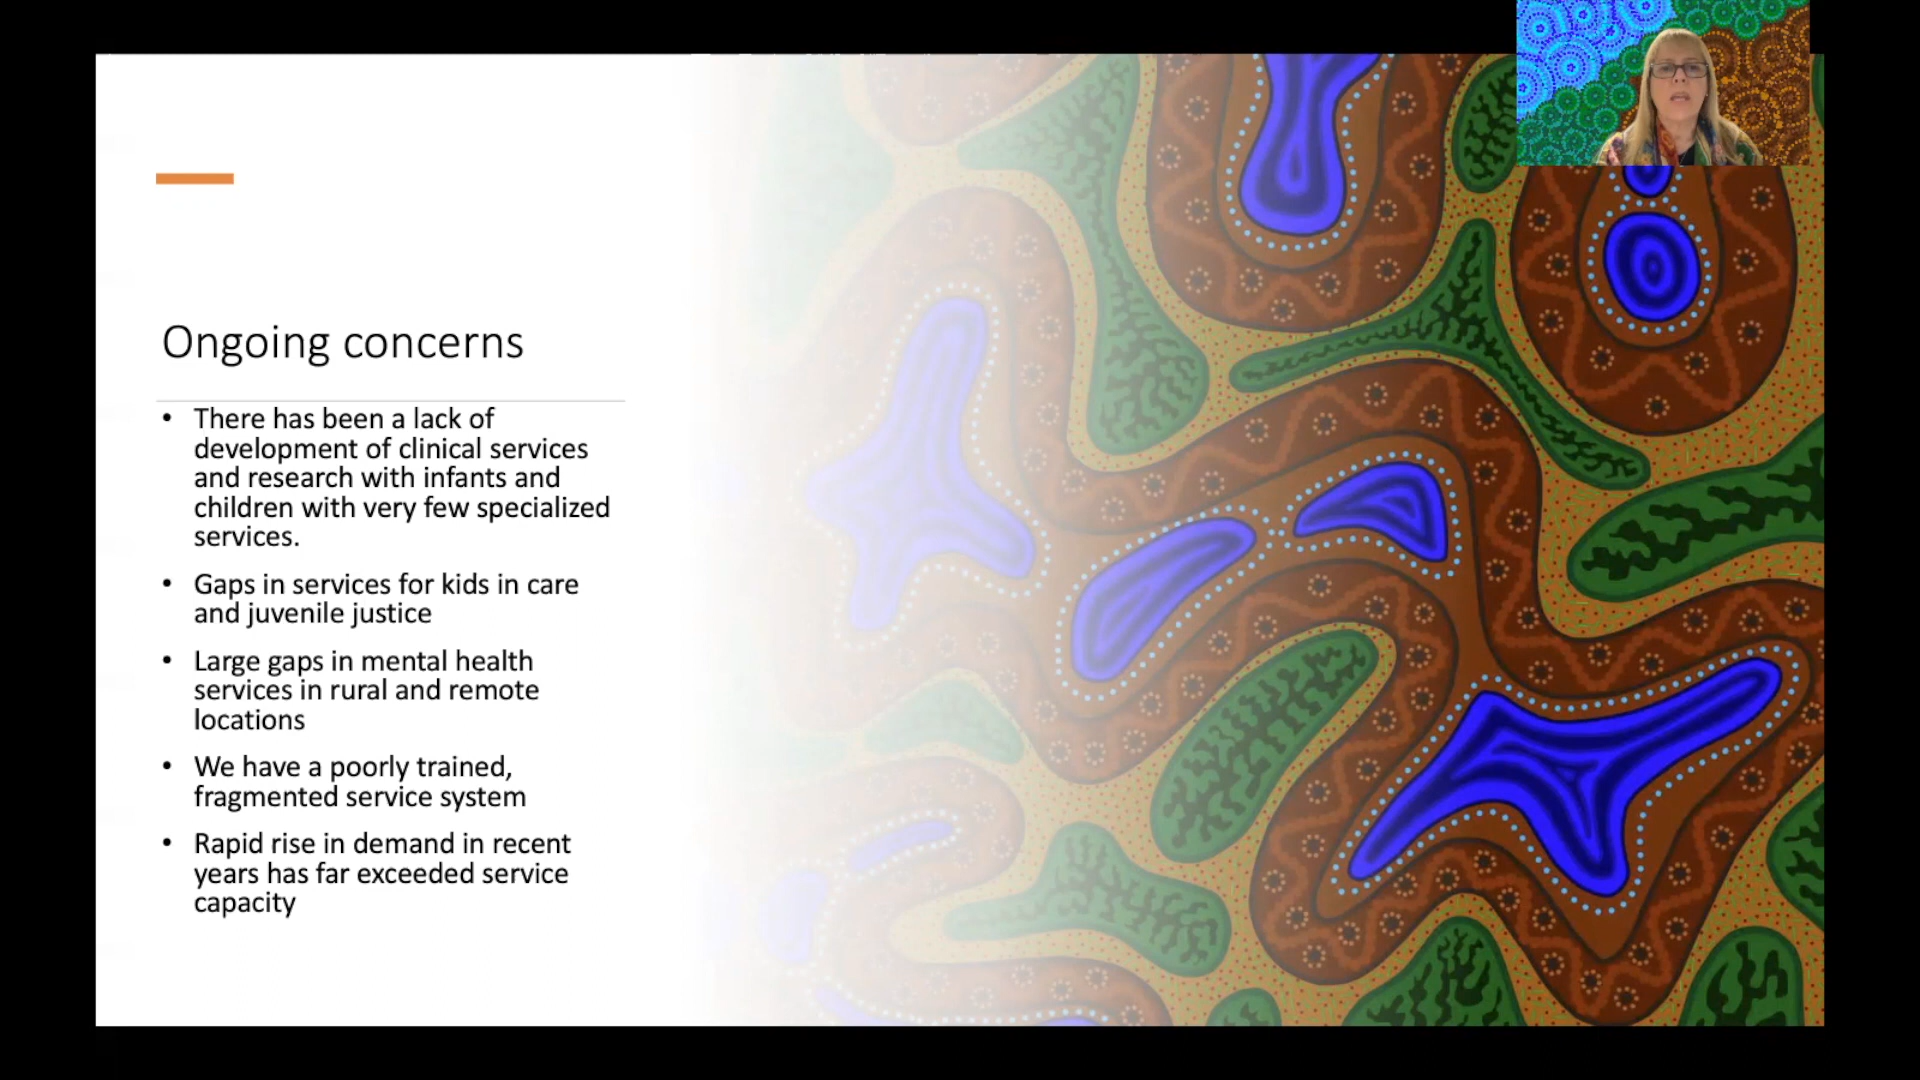 Ongoing concerns
• There has been a lack of
development of clinical services
and research with infants and
children with very few specialized
services.
• Gaps in services for kids in care
and juvenile justice
• Large gaps in mental health
services in rural and remote
locations
• We have a poorly trained,
fragmented service system
• Rapid rise in demand in recent
years has far exceeded service
capacity